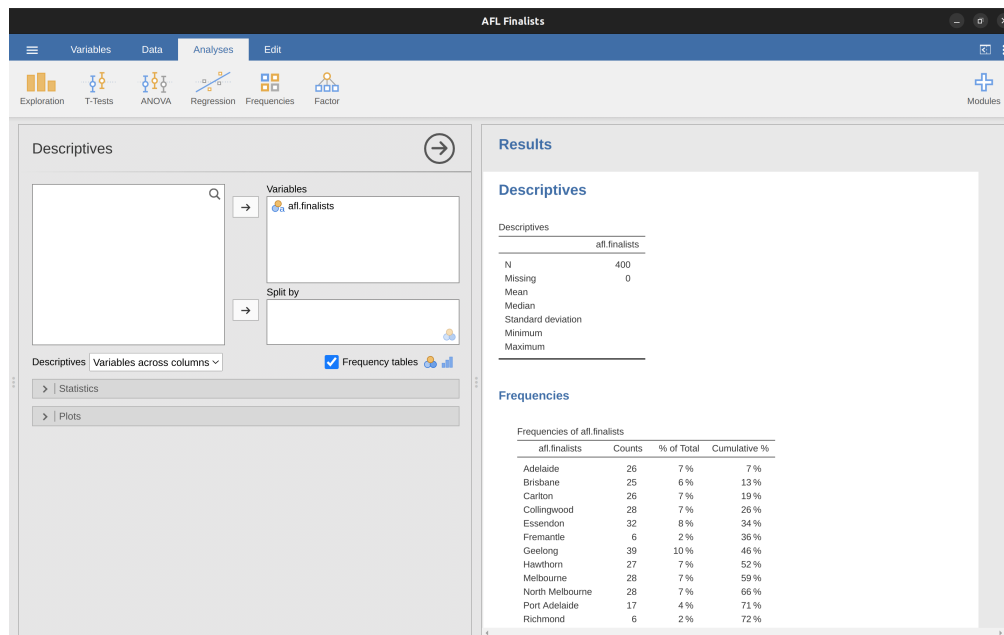 AFL Finalists
Variables Data Analyses Edit
Exploration T-Tests ANOVA Regression Frequencies Factor Modules
Descriptives
Variables
a afl.finalists
Split by
Descriptives Variables across columns Frequency tables
Statistics
Plots
Results
Descriptives
Descriptives
afl.finalists
N 400
Missing 0
Mean
Median
Standard deviation
Minimum
Maximum
Frequencies
Frequencies of afl.finalists
afl.finalists Counts % of Total Cumulative %
Adelaide 26 7 % 7 %
Brisbane 25 6 % 13 %
Carlton 26 7 % 19 %
Collingwood 28 7 % 26 %
Essendon 32 8 % 34 %
Fremantle 6 2 % 36 %
Geelong 39 10 % 46 %
Hawthorn 27 7 % 52 %
Melbourne 28 7 % 59 %
North Melbourne 28 7 % 66 %
Port Adelaide 17 4 % 71 %
Richmond 6 2 % 72 %